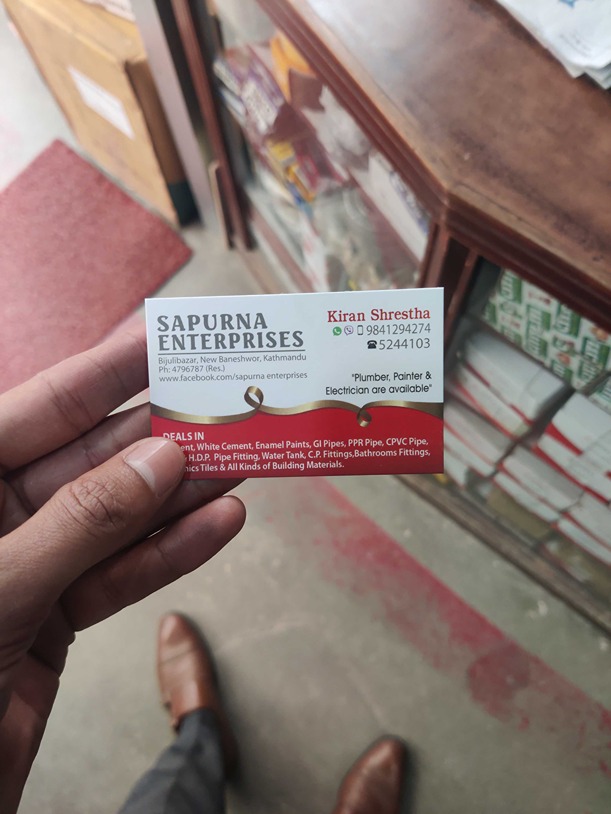 SAPURNA
ENTERPRISES
Bijulibazar, New Baneshwor, Kathmandu
Ph: 4796787 (Res.)
www.facebook.com/sapurna enterprises
Kiran Shrestha
9841294274
5244103
"Plumber, Painter &
Electrician are available"
DEALS IN
ent, White Cement, Enamel Paints, GI Pipes, PPR Pipe, CPVC Pipe,
H.D.P. Pipe Fitting, Water Tank, C.P. Fittings,Bathrooms Fittings,
nics Tiles & All Kinds of Building Materials.